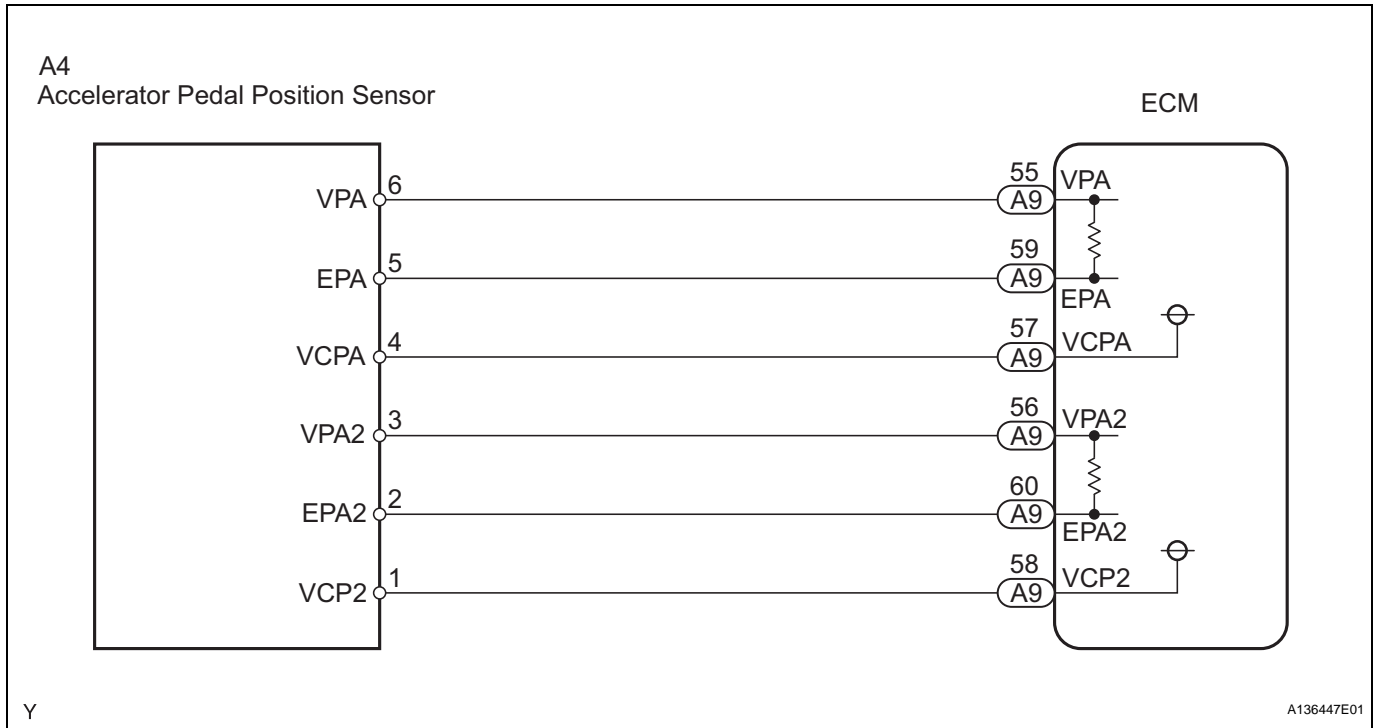 A4
Accelerator Pedal Position Sensor
ECM
VPA 6 55 A9 VPA
EPA 5 59 A9 EPA
VCPA 4 57 A9 VCPA
VPA2 3 56 A9 VPA2
EPA2 2 60 A9 EPA2
VCP2 1 58 A9 VCP2
Y
A136447E01